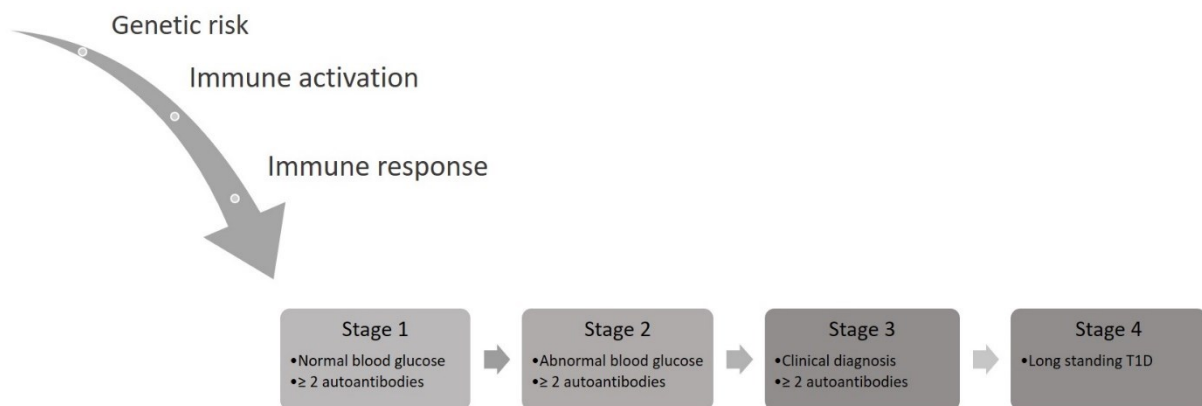 Genetic risk
Immune activation
Immune response
Stage 1
•Normal blood glucose
•≥ 2 autoantibodies
Stage 2
•Abnormal blood glucose
•≥ 2 autoantibodies
Stage 3
•Clinical diagnosis
•≥ 2 autoantibodies
Stage 4
•Long standing T1D